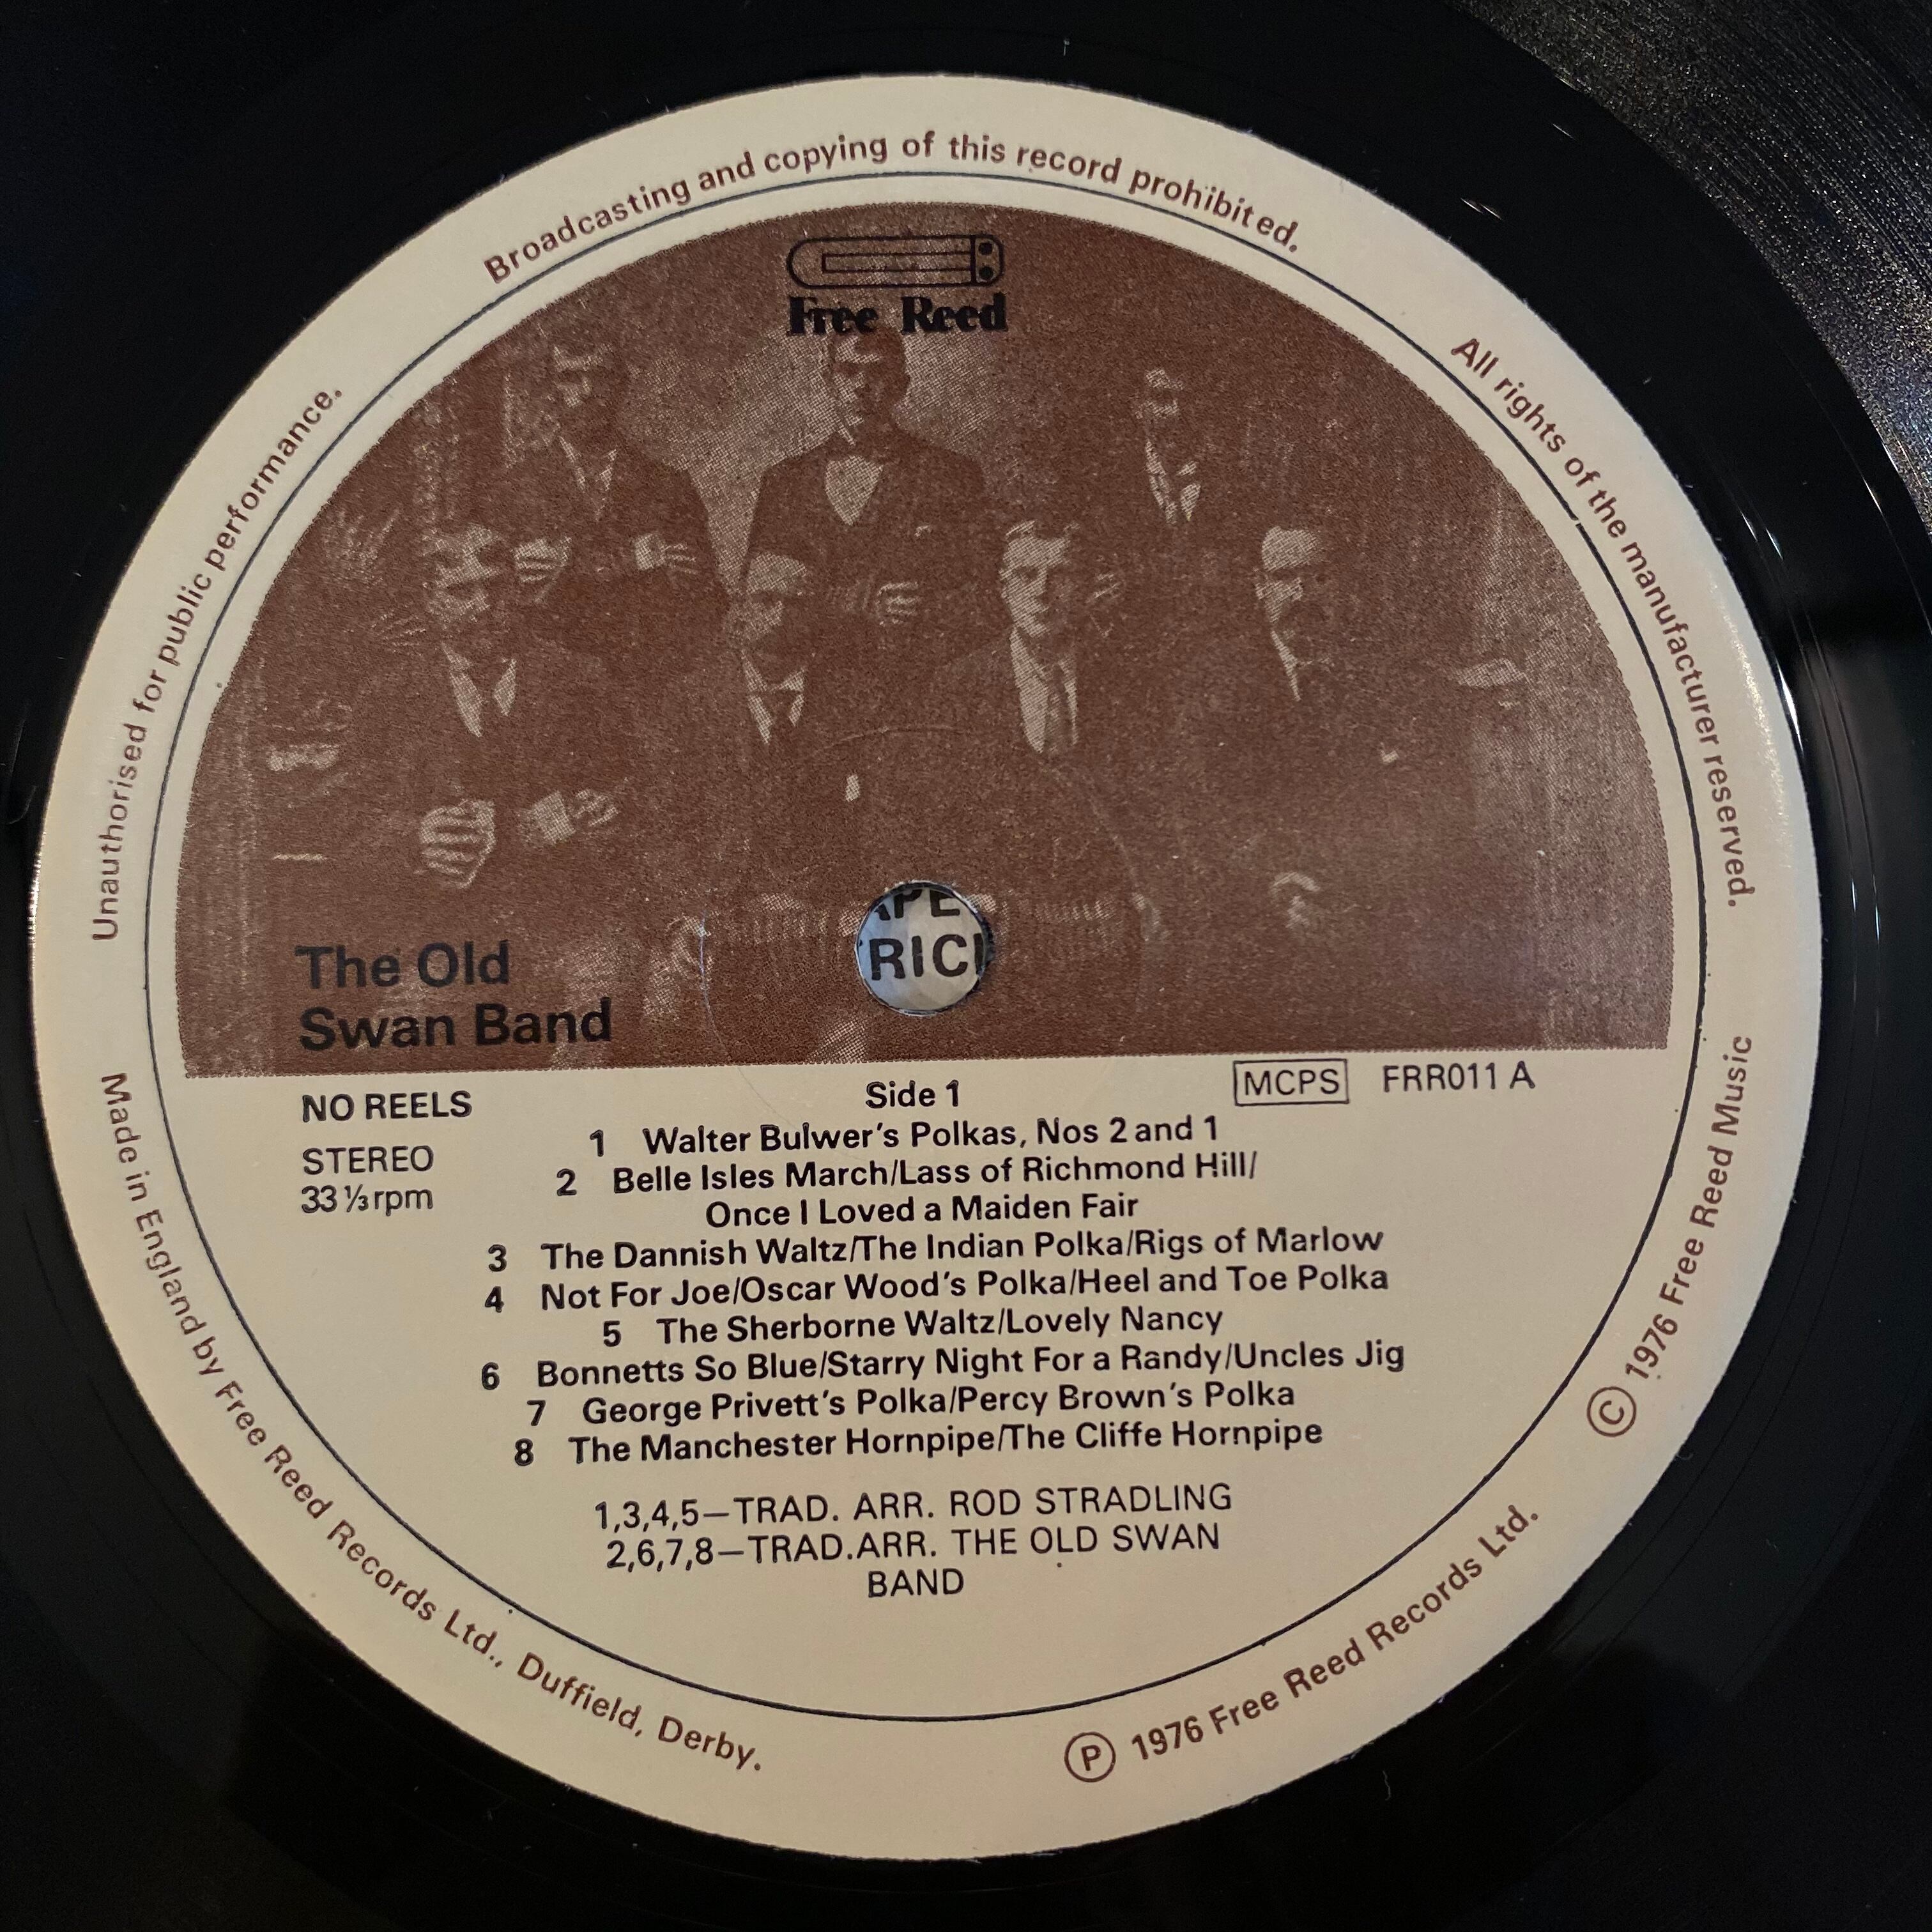 Broadcasting and copying of this record prohibited.
All rights of the manufacturer reserved.
Unauthorised for public performance.
Free Reed
RIC
The Old
Swan Band
NO REELS
STEREO
33⅓rpm
Side 1
MCPS FRR011 A
1 Walter Bulwer's Polkas, Nos 2 and 1
2 Belle Isles March/Lass of Richmond Hill/
Once I Loved a Maiden Fair
3 The Dannish Waltz/The Indian Polka/Rigs of Marlow
4 Not For Joe/Oscar Wood's Polka/Heel and Toe Polka
5 The Sherborne Waltz/Lovely Nancy
6 Bonnetts So Blue/Starry Night For a Randy/Uncles Jig
7 George Privett's Polka/Percy Brown's Polka
8 The Manchester Hornpipe/The Cliffe Hornpipe
1,3,4,5—TRAD. ARR. ROD STRADLING
2,6,7,8—TRAD.ARR. THE OLD SWAN
BAND
Made in England by Free Reed Records Ltd., Duffield, Derby.
Ⓟ 1976 Free Reed Records Ltd.
© 1976 Free Reed Music